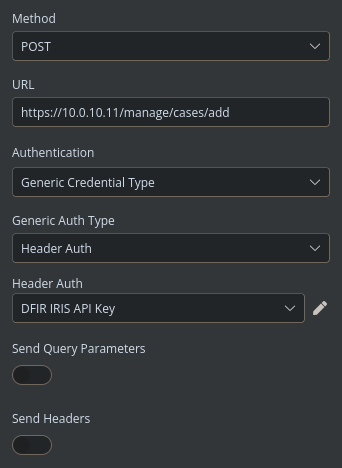 Method
POST
URL
https://10.0.10.11/manage/cases/add
Authentication
Generic Credential Type
Generic Auth Type
Header Auth
Header Auth
DFIR IRIS API Key
Send Query Parameters
Send Headers